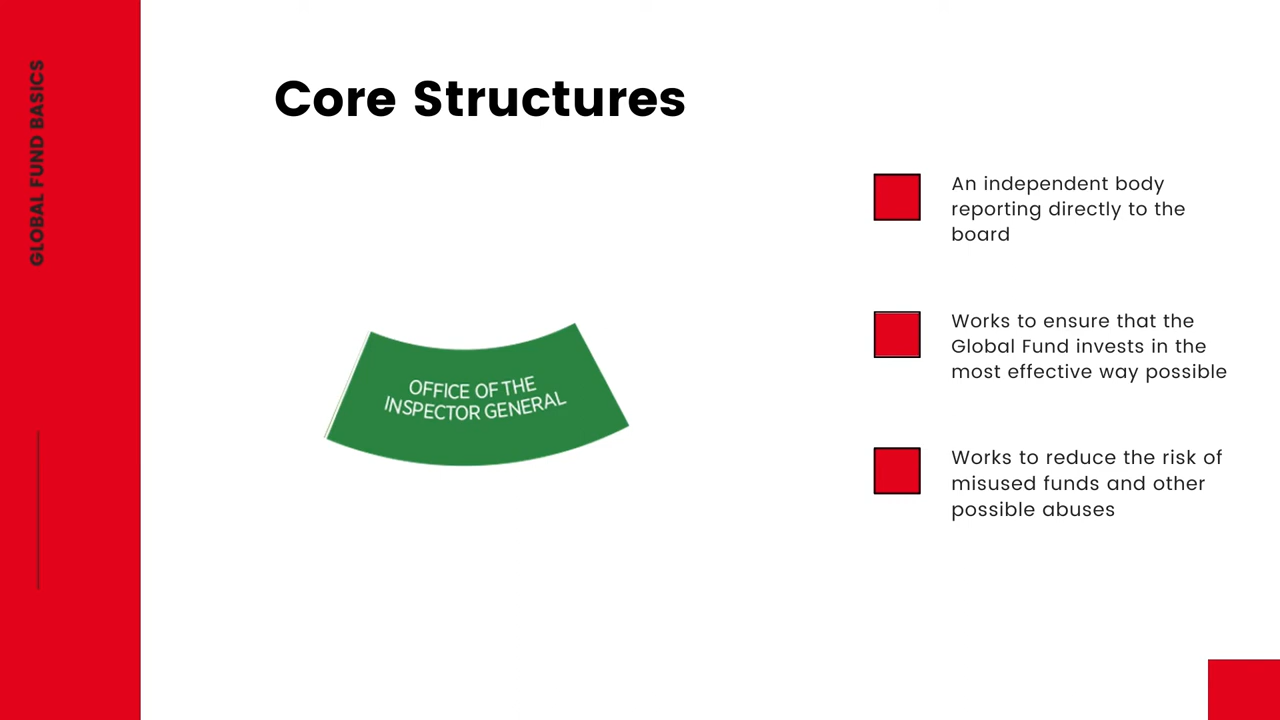 GLOBAL FUND BASICS
Core Structures
OFFICE OF THE
INSPECTOR GENERAL
An independent body
reporting directly to the
board
Works to ensure that the
Global Fund invests in the
most effective way possible
Works to reduce the risk of
misused funds and other
possible abuses